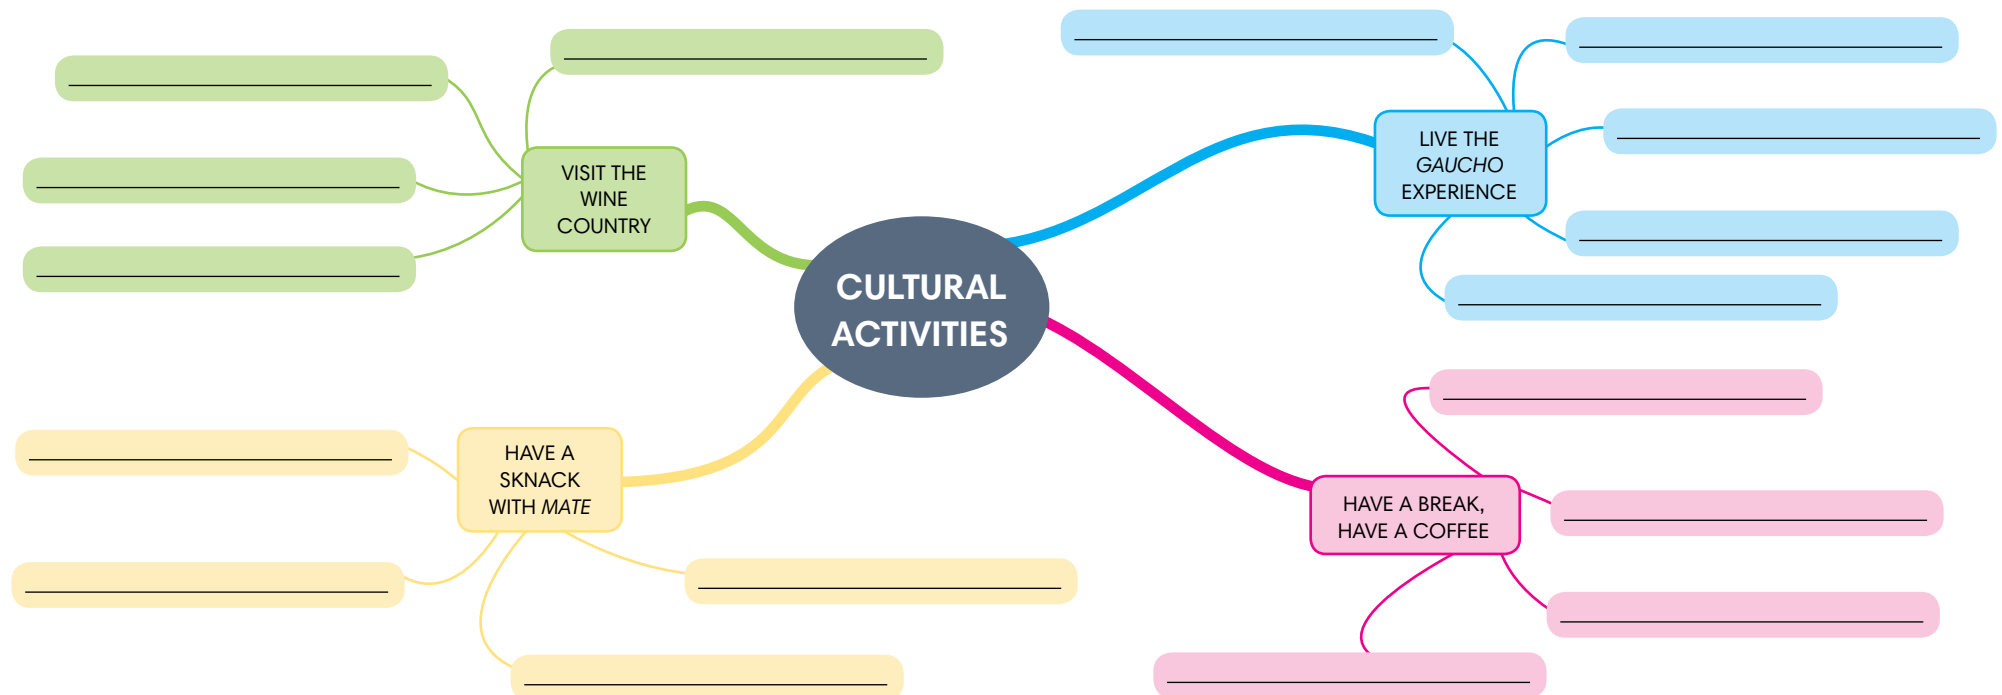 VISIT THE
WINE
COUNTRY
LIVE THE
GAUCHO
EXPERIENCE
CULTURAL
ACTIVITIES
HAVE A
SKNACK
WITH MATE
HAVE A BREAK,
HAVE A COFFEE